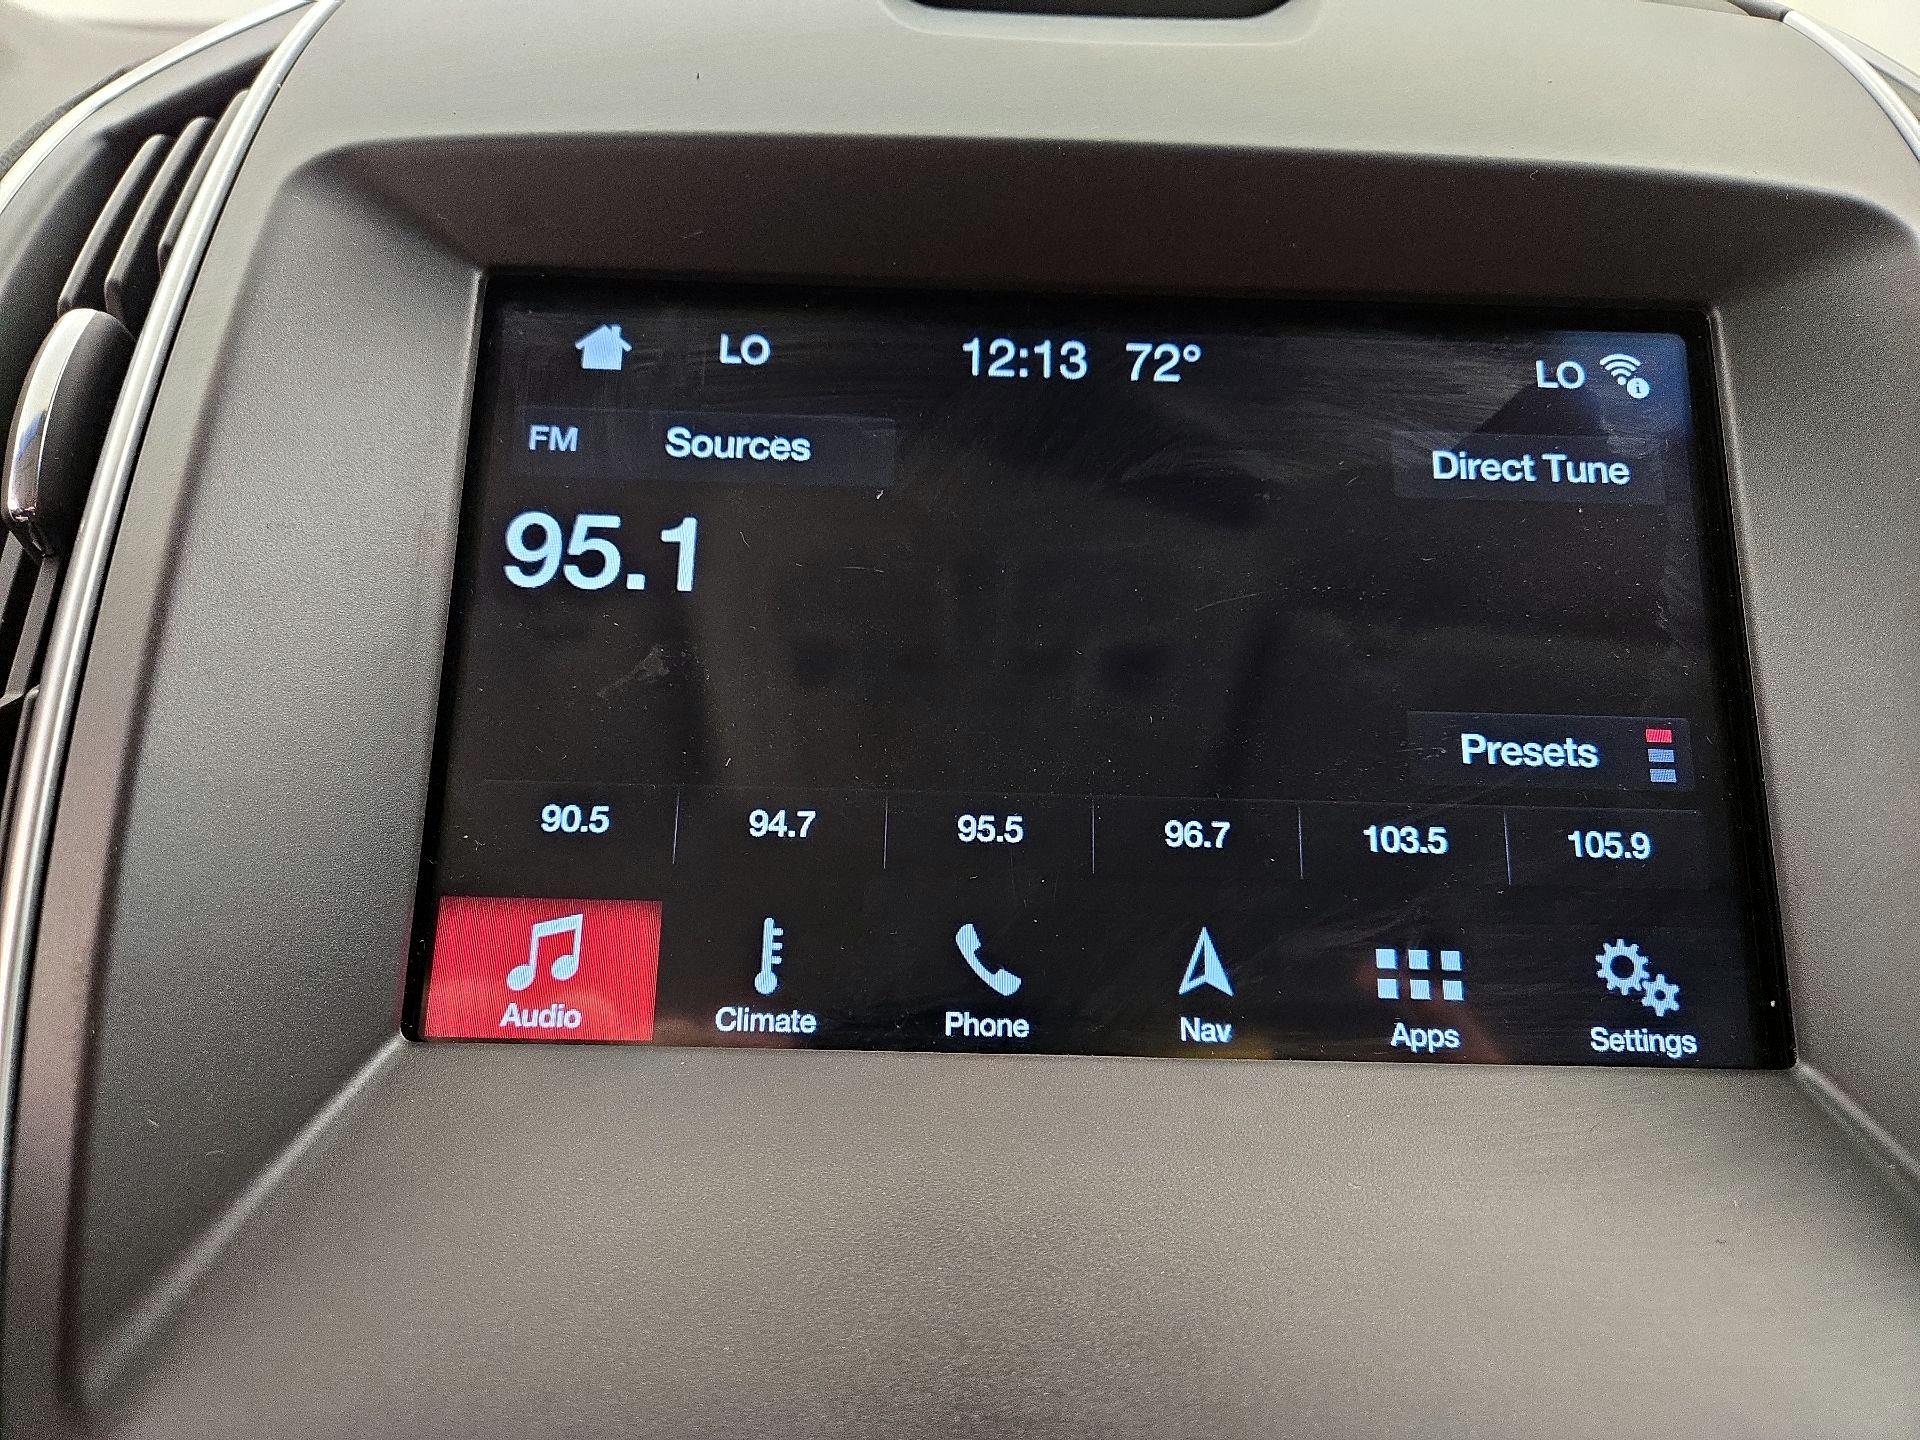 LO 12:13 72° LO
FM Sources Direct Tune
95.1
Presets
90.5 94.7 95.5 96.7 103.5 105.9
Audio Climate Phone Nav Apps Settings